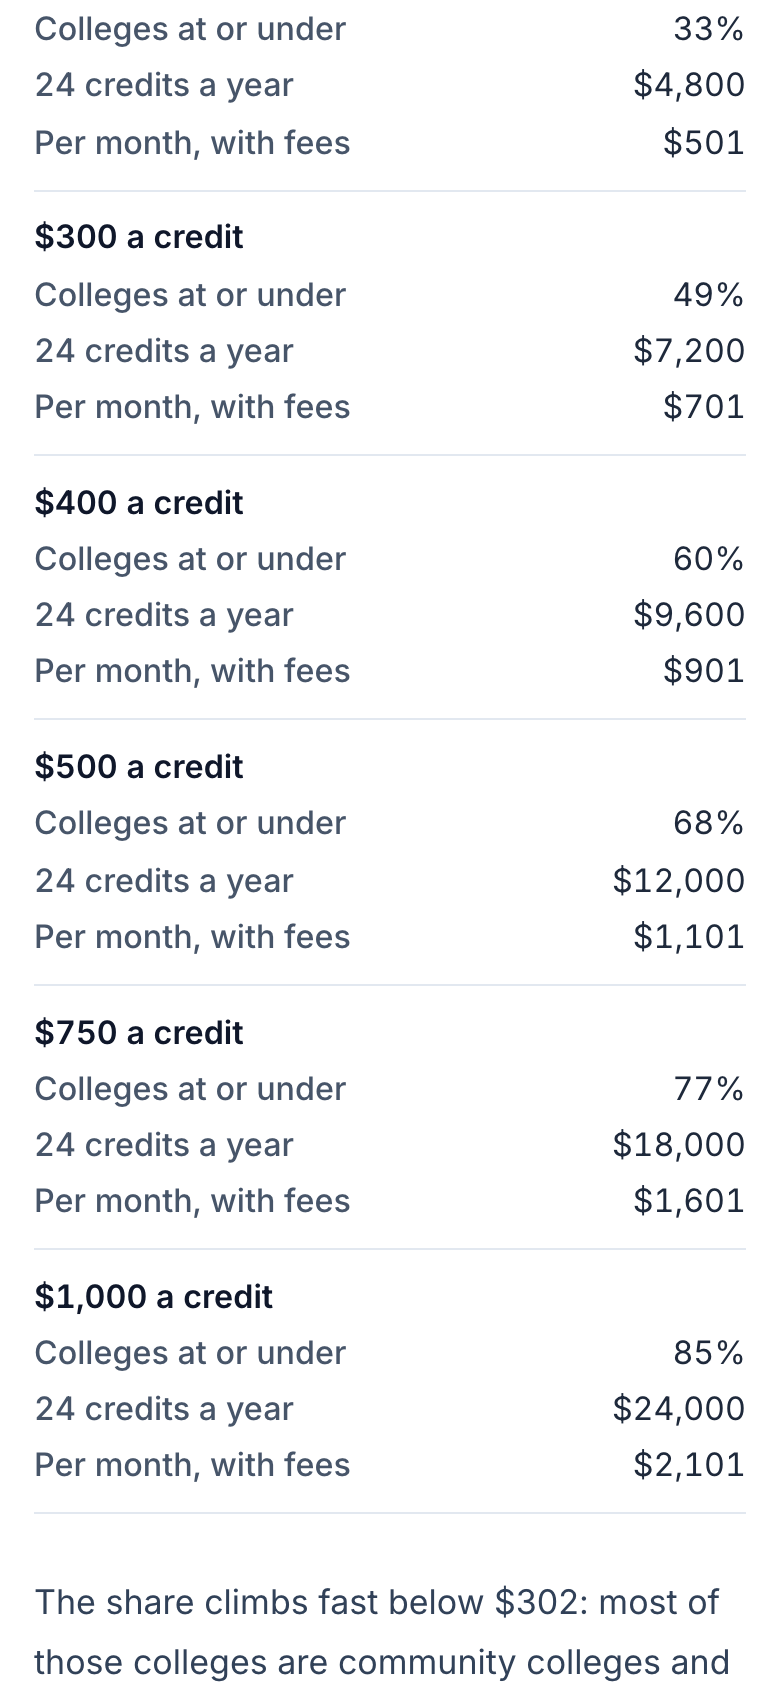 Colleges at or under 33%
24 credits a year $4,800
Per month, with fees $501
$300 a credit
Colleges at or under 49%
24 credits a year $7,200
Per month, with fees $701
$400 a credit
Colleges at or under 60%
24 credits a year $9,600
Per month, with fees $901
$500 a credit
Colleges at or under 68%
24 credits a year $12,000
Per month, with fees $1,101
$750 a credit
Colleges at or under 77%
24 credits a year $18,000
Per month, with fees $1,601
$1,000 a credit
Colleges at or under 85%
24 credits a year $24,000
Per month, with fees $2,101
The share climbs fast below $302: most of
those colleges are community colleges and